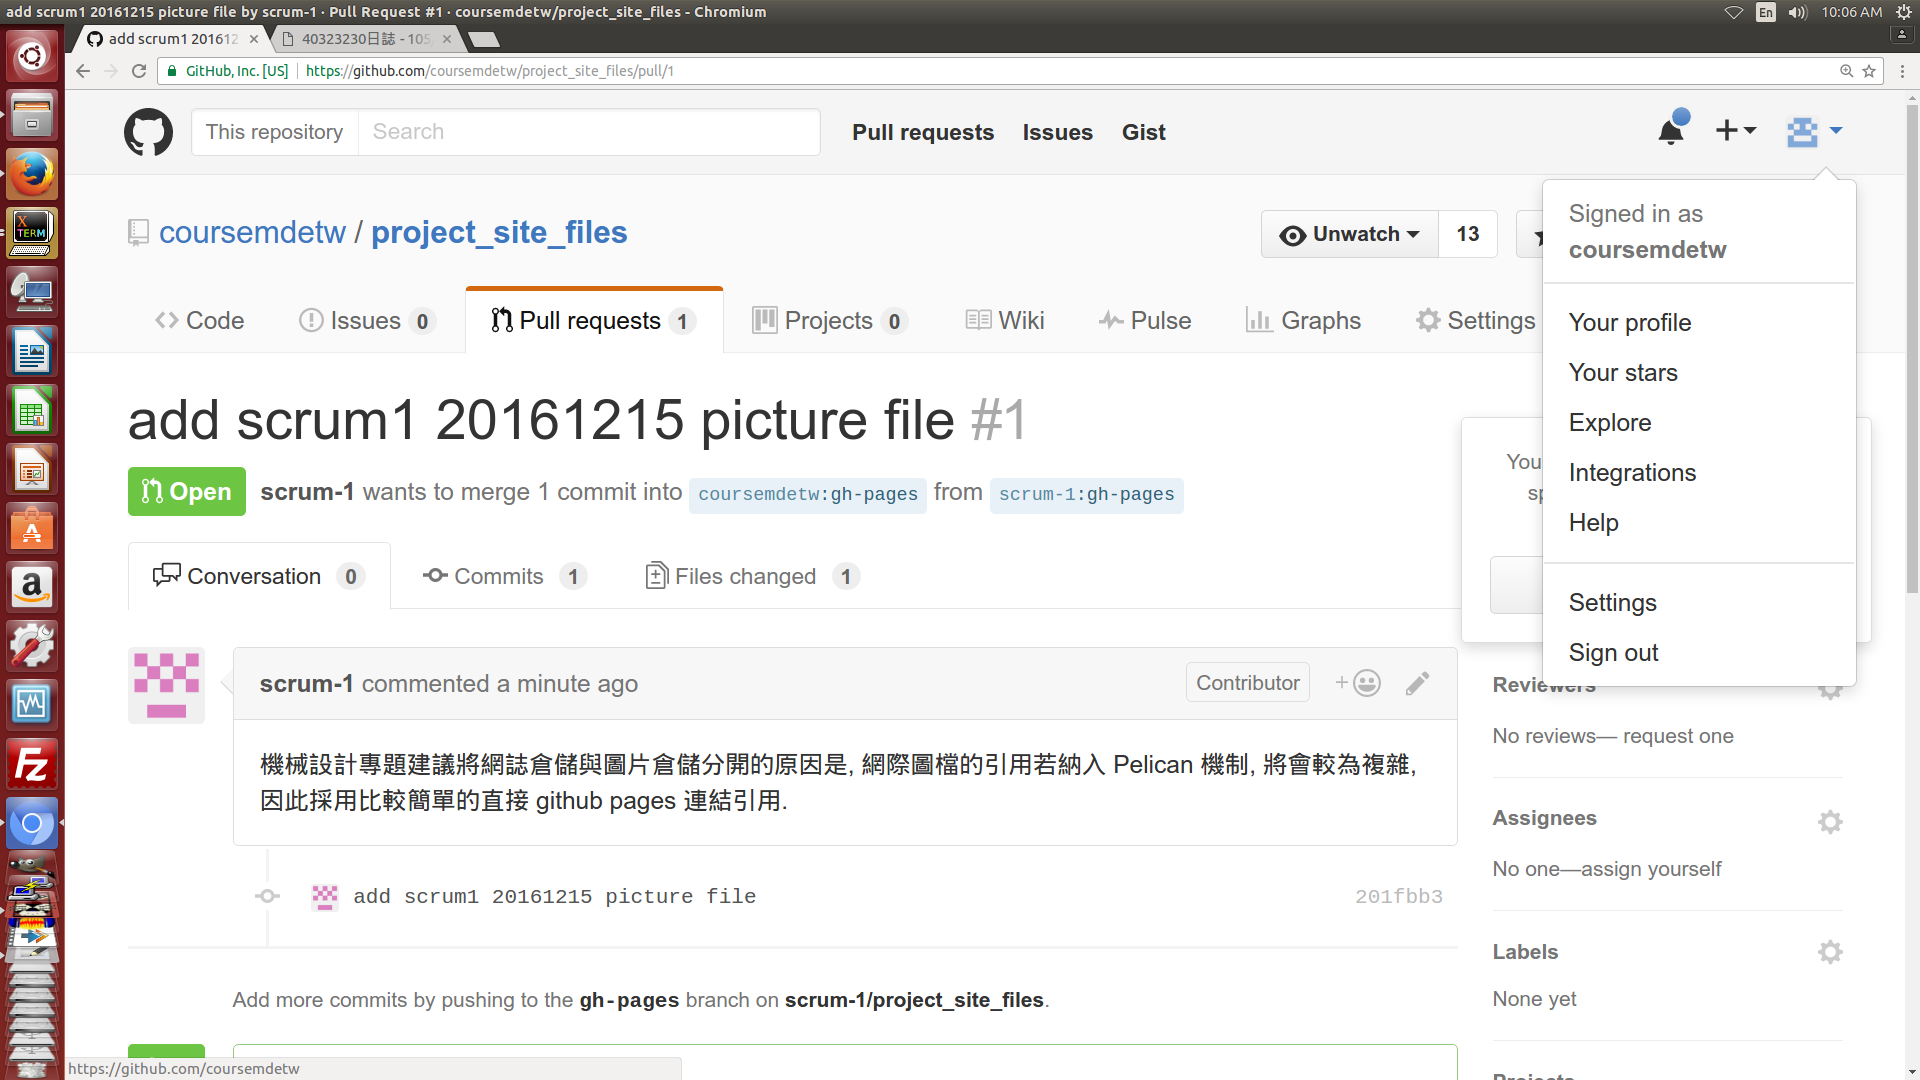 add scrum1 20161215 picture file by scrum-1 · Pull Request #1 · coursemdetw/project_site_files - Chromium
En 10:06 AM
add scrum1 201612
40323230日誌 - 105
GitHub, Inc. [US] https://github.com/coursemdetw/project_site_files/pull/1
This repository Search Pull requests Issues Gist
Signed in as
coursemdetw
Your profile
Your stars
Explore
Integrations
Help
Settings
Sign out
coursemdetw / project_site_files
Unwatch 13
Code Issues 0 Pull requests 1 Projects 0 Wiki Pulse Graphs Settings
add scrum1 20161215 picture file #1
Open scrum-1 wants to merge 1 commit into coursemdetw:gh-pages from scrum-1:gh-pages
You
sp
Conversation 0 Commits 1 Files changed 1
scrum-1 commented a minute ago Contributor
機械設計專題建議將網誌倉儲與圖片倉儲分開的原因是, 網際圖檔的引用若納入 Pelican 機制, 將會較為複雜,
因此採用比較簡單的直接 github pages 連結引用.
add scrum1 20161215 picture file 201fbb3
Add more commits by pushing to the gh-pages branch on scrum-1/project_site_files.
Reviewers
No reviews— request one
Assignees
No one—assign yourself
Labels
None yet
Projects
https://github.com/coursemdetw
X
TERM
a
FZ